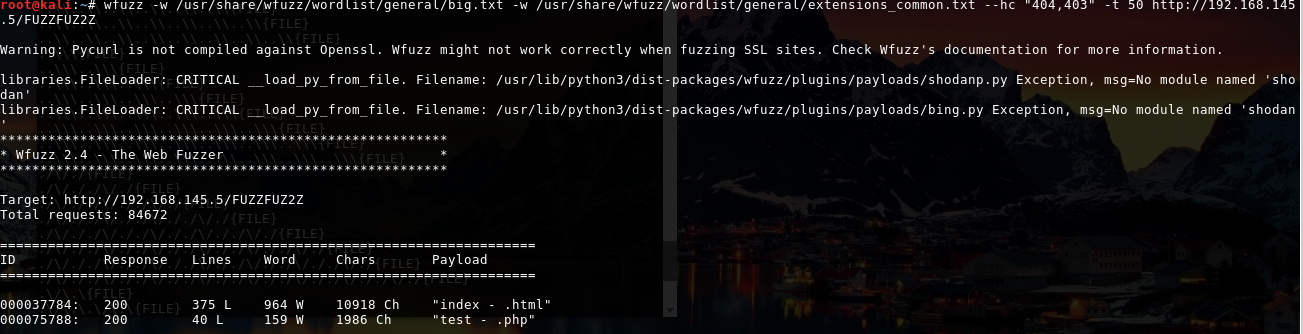 root@kali:~# wfuzz -w /usr/share/wfuzz/wordlist/general/big.txt -w /usr/share/wfuzz/wordlist/general/extensions_common.txt --hc "404,403" -t 50 http://192.168.145
.5/FUZZFUZ2Z
Warning: Pycurl is not compiled against Openssl. Wfuzz might not work correctly when fuzzing SSL sites. Check Wfuzz's documentation for more information.
libraries.FileLoader: CRITICAL __load_py_from_file. Filename: /usr/lib/python3/dist-packages/wfuzz/plugins/payloads/shodanp.py Exception, msg=No module named 'sho
dan'
libraries.FileLoader: CRITICAL __load_py_from_file. Filename: /usr/lib/python3/dist-packages/wfuzz/plugins/payloads/bing.py Exception, msg=No module named 'shodan
'
********************************************************
* Wfuzz 2.4 - The Web Fuzzer                           *
********************************************************
Target: http://192.168.145.5/FUZZFUZ2Z
Total requests: 84672
===================================================================
ID           Response   Lines    Word     Chars       Payload
===================================================================
000037784:   200        375 L    964 W    10918 Ch    "index - .html"
000075788:   200        40 L     159 W    1986 Ch     "test - .php"